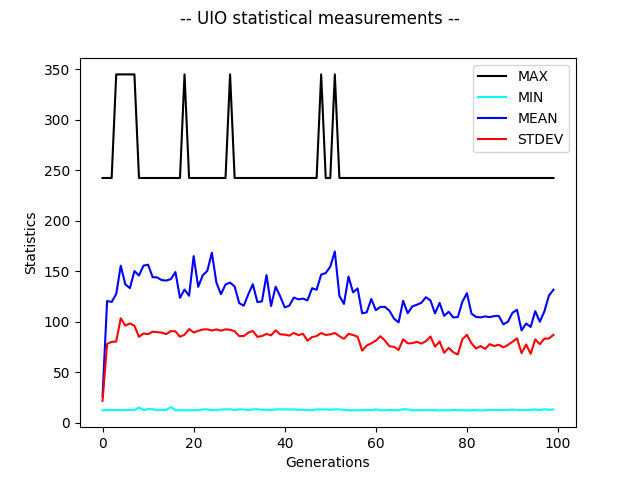 -- UIO statistical measurements --
350
300
250
200
150
100
50
0
Statistics
MAX
MIN
MEAN
STDEV
0 20 40 60 80 100
Generations